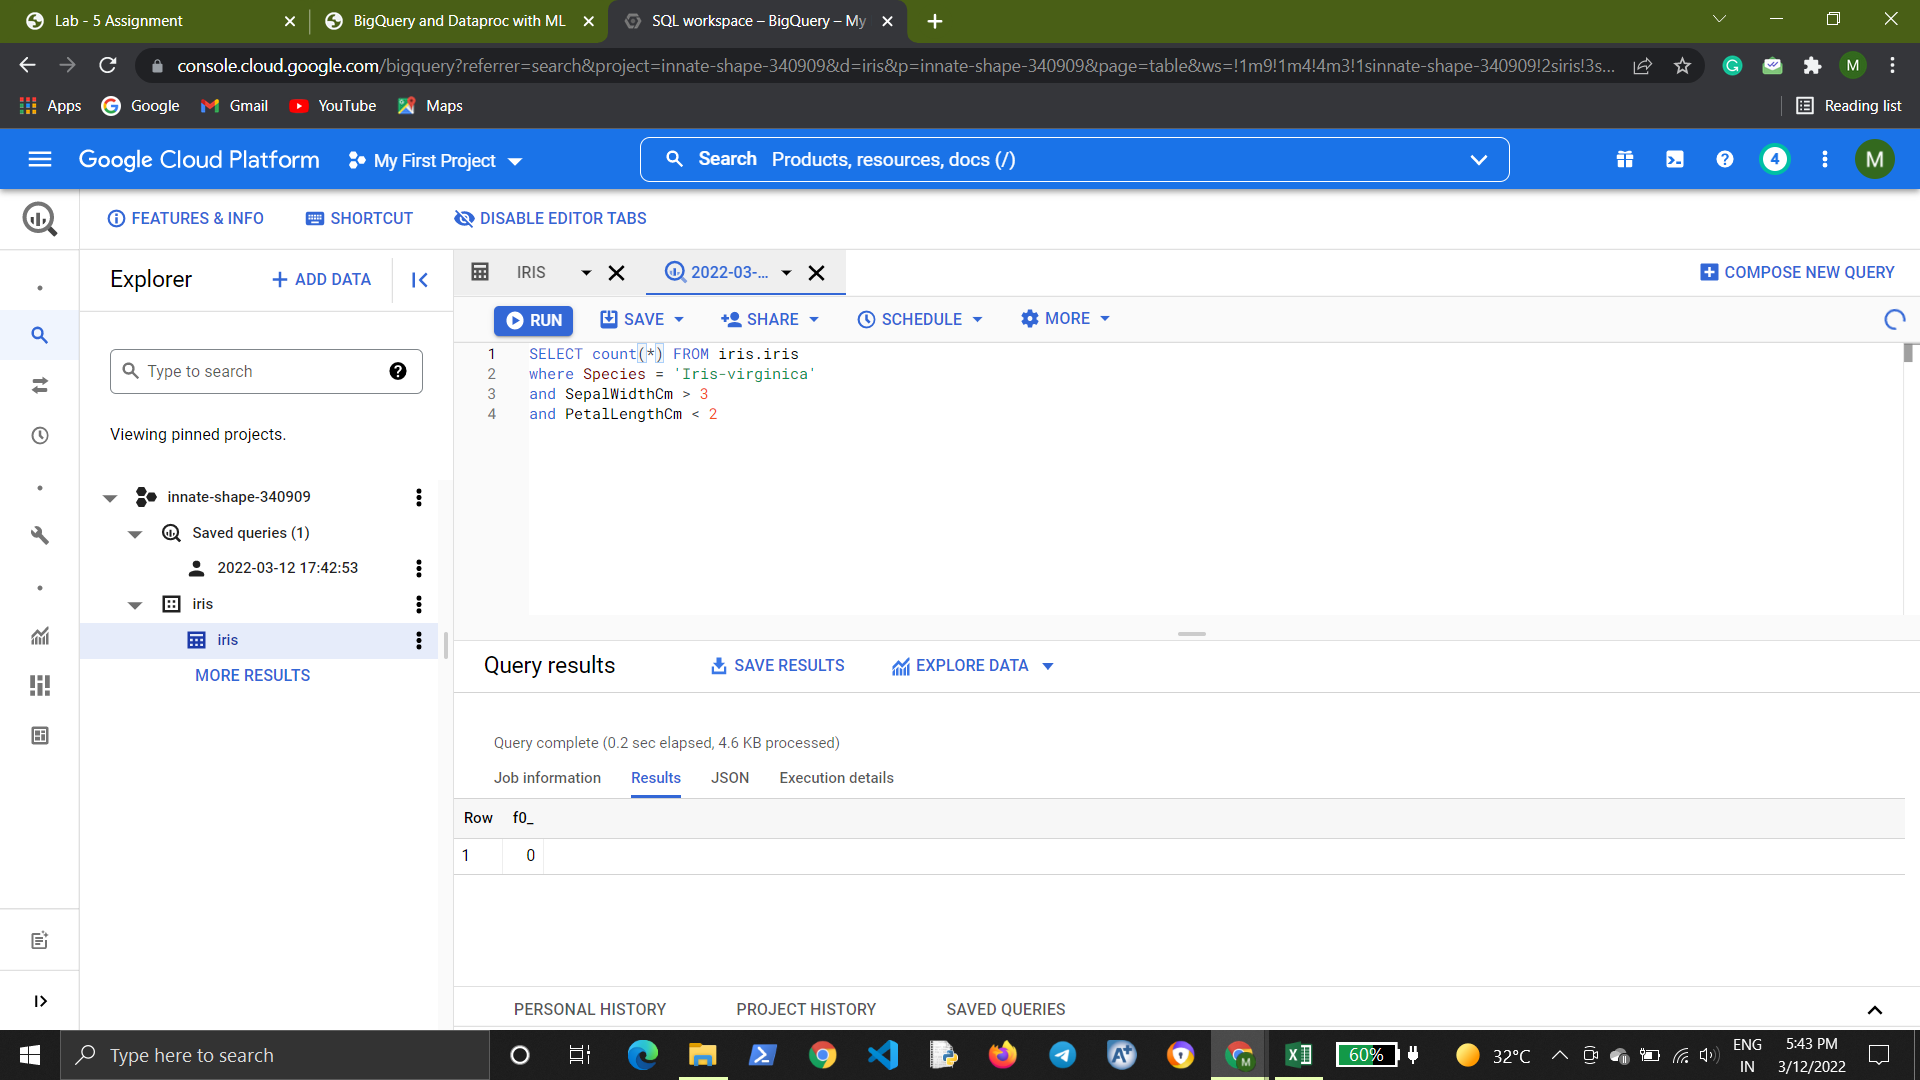 Lab - 5 Assignment
BigQuery and Dataproc with ML
SQL workspace – BigQuery – My
console.cloud.google.com/bigquery?referrer=search&project=innate-shape-340909&d=iris&p=innate-shape-340909&page=table&ws=!1m9!1m4!4m3!1sinnate-shape-340909!2siris!3s...
G
M
Apps
Google
Gmail
YouTube
Maps
Reading list
Google Cloud Platform
My First Project
Search Products, resources, docs (/)
4
M
FEATURES & INFO
SHORTCUT
DISABLE EDITOR TABS
Explorer
ADD DATA
IRIS
2022-03-...
COMPOSE NEW QUERY
RUN
SAVE
SHARE
SCHEDULE
MORE
Type to search
Viewing pinned projects.
innate-shape-340909
Saved queries (1)
2022-03-12 17:42:53
iris
iris
MORE RESULTS
1 SELECT count(*) FROM iris.iris
2 where Species = 'Iris-virginica'
3 and SepalWidthCm > 3
4 and PetalLengthCm < 2
Query results
SAVE RESULTS
EXPLORE DATA
Query complete (0.2 sec elapsed, 4.6 KB processed)
Job information
Results
JSON
Execution details
Row f0_
1 0
PERSONAL HISTORY
PROJECT HISTORY
SAVED QUERIES
Type here to search
60%
32°C
ENG
IN
5:43 PM
3/12/2022